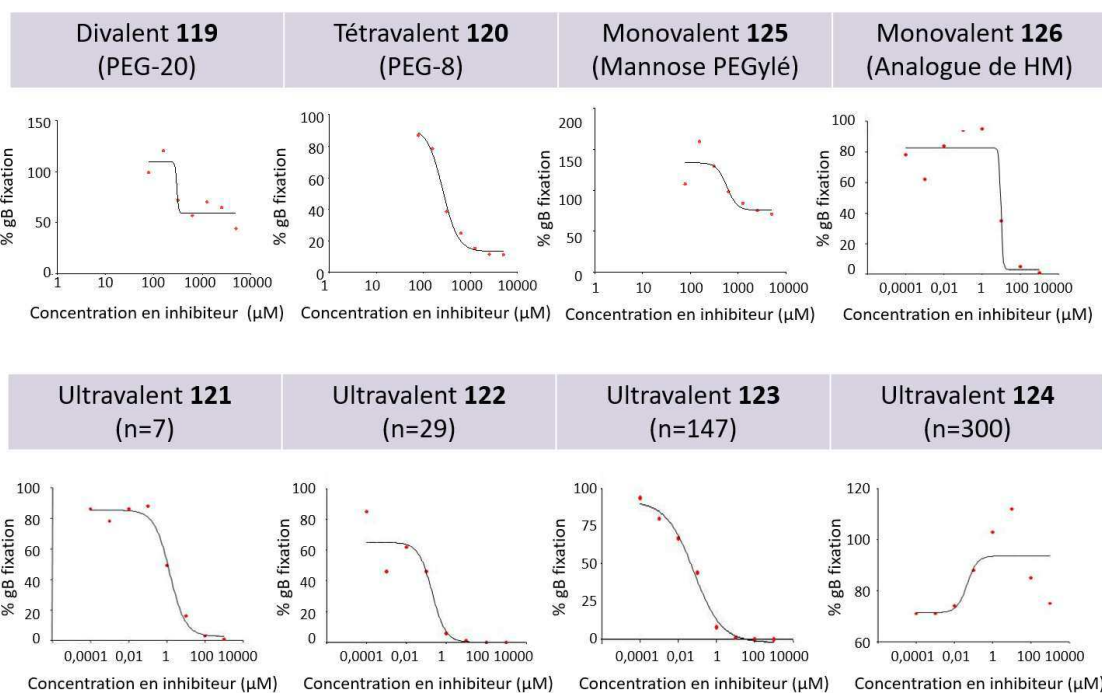 Divalent 119
(PEG-20)
Tétravalent 120
(PEG-8)
Monovalent 125
(Mannose PEGylé)
Monovalent 126
(Analogue de HM)
% gB fixation
150
100
50
0
1 10 100 1000 10000
Concentration en inhibiteur (µM)
% gB fixation
100
80
60
40
20
0
1 10 100 1000 10000
Concentration en inhibiteur (µM)
% gB fixation
200
150
100
50
0
1 10 100 1000 10000
Concentration en inhibiteur (µM)
% gB fixation
100
80
60
40
20
0
0,0001 0,01 1 100 10000
Concentration en inhibiteur (µM)
Ultravalent 121
(n=7)
Ultravalent 122
(n=29)
Ultravalent 123
(n=147)
Ultravalent 124
(n=300)
% gB fixation
100
80
60
40
20
0
0,0001 0,01 1 100 10000
Concentration en inhibiteur (µM)
% gB fixation
100
80
60
40
20
0
0,0001 0,01 1 100 10000
Concentration en inhibiteur (µM)
% gB fixation
100
75
50
25
0
0,0001 0,01 1 100 10000
Concentration en inhibiteur (µM)
% gB fixation
120
100
80
60
0,0001 0,01 1 100 10000
Concentration en inhibiteur (µM)